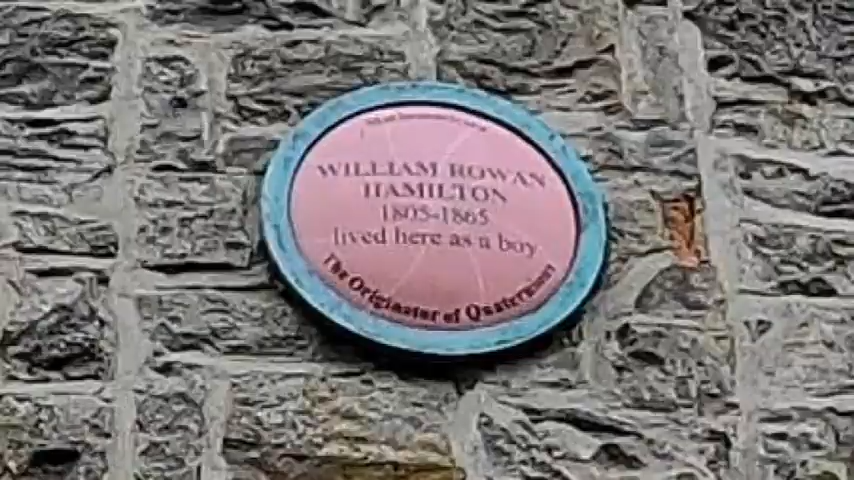 WILLIAM ROWAN
HAMILTON
1805-1865
lived here as a boy
The Originator of Quaternions